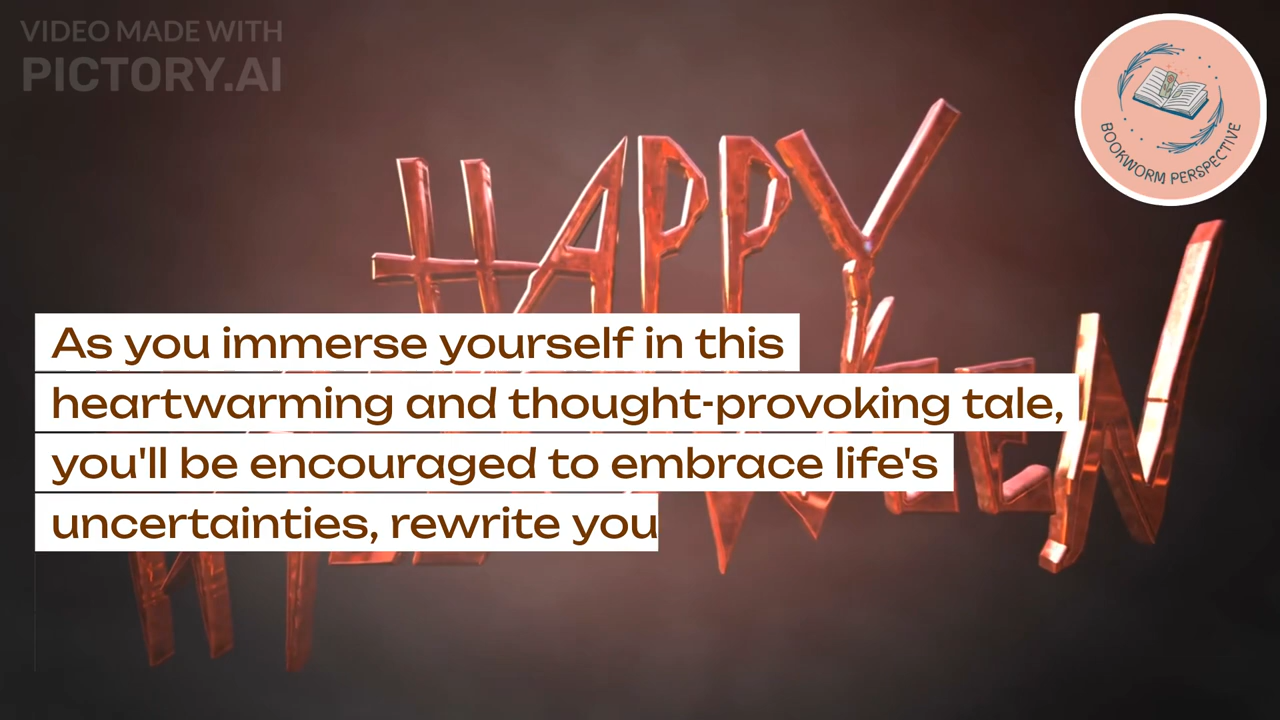 VIDEO MADE WITH
PICTORY.AI
BOOKWORM PERSPECTIVE
HAPPY
As you immerse yourself in this
heartwarming and thought-provoking tale,
you'll be encouraged to embrace life's
uncertainties, rewrite you